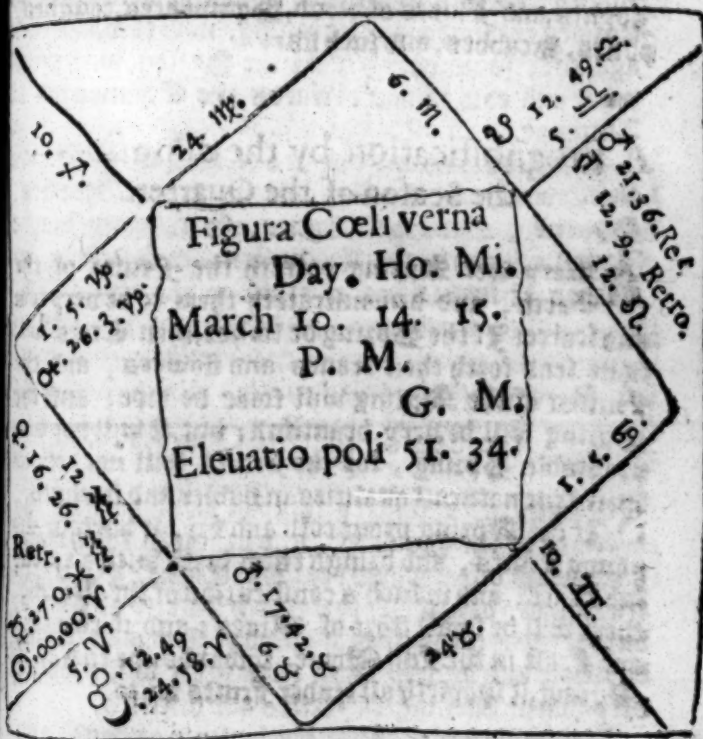 24. ♍.
6. ♏.
☋ 12. 49. ♎
5. ♎
10. ♐.
21. 36. Ret.
12. 9. Retro.
12. ♌.
Figura Cœli verna
Day. Ho. Mi.
March 10. 14. 15.
P. M.
G. M.
Eleuatio poli 51. 34.
1. 5. ♑.
26. 3. ♑.
1. 5. ♋.
♀ 16. 26. ♒
12 ♒
Retr.
☿. 27. 0. ♓
☉. 00. 00. ♈
5. ♈
12. 49
☽. 24. 58. ♈
♂. 17. 42. ♉
6. ♉
24 ♉.
10. ♊.